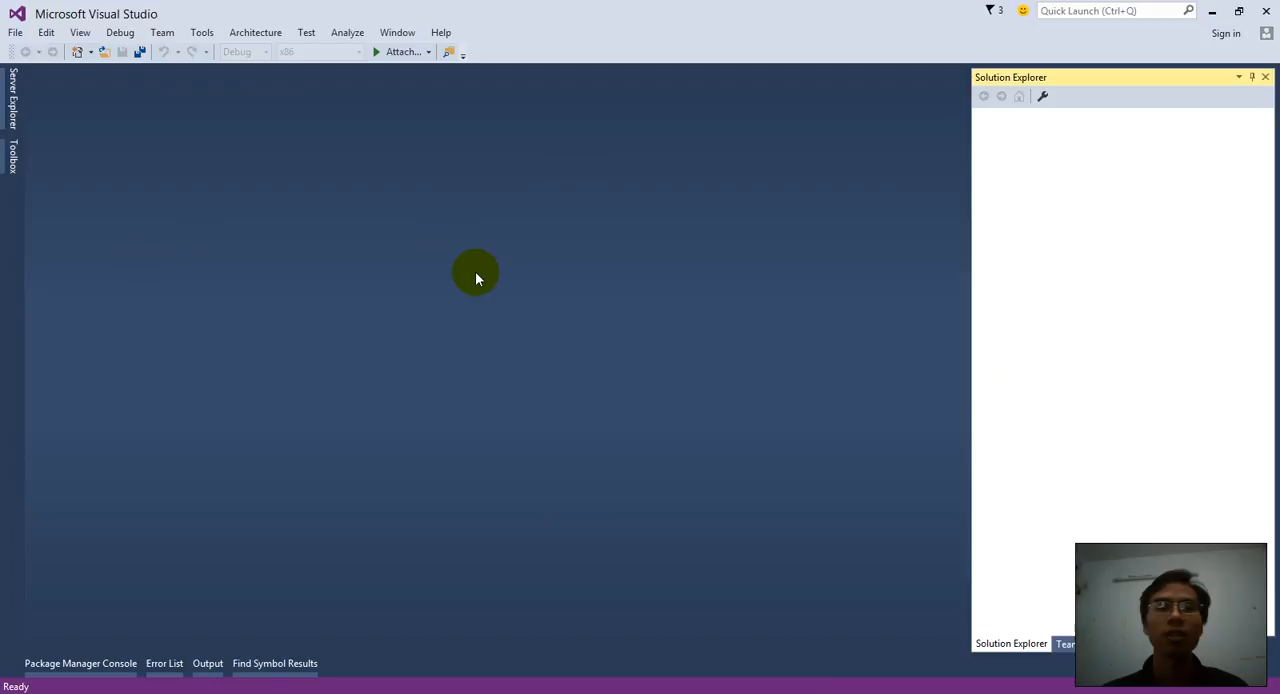 Microsoft Visual Studio
3
Quick Launch (Ctrl+Q)
File Edit View Debug Team Tools Architecture Test Analyze Window Help
Sign in
Debug x86 Attach...
Server Explorer
Toolbox
Solution Explorer
Solution Explorer Tear
Package Manager Console Error List Output Find Symbol Results
Ready